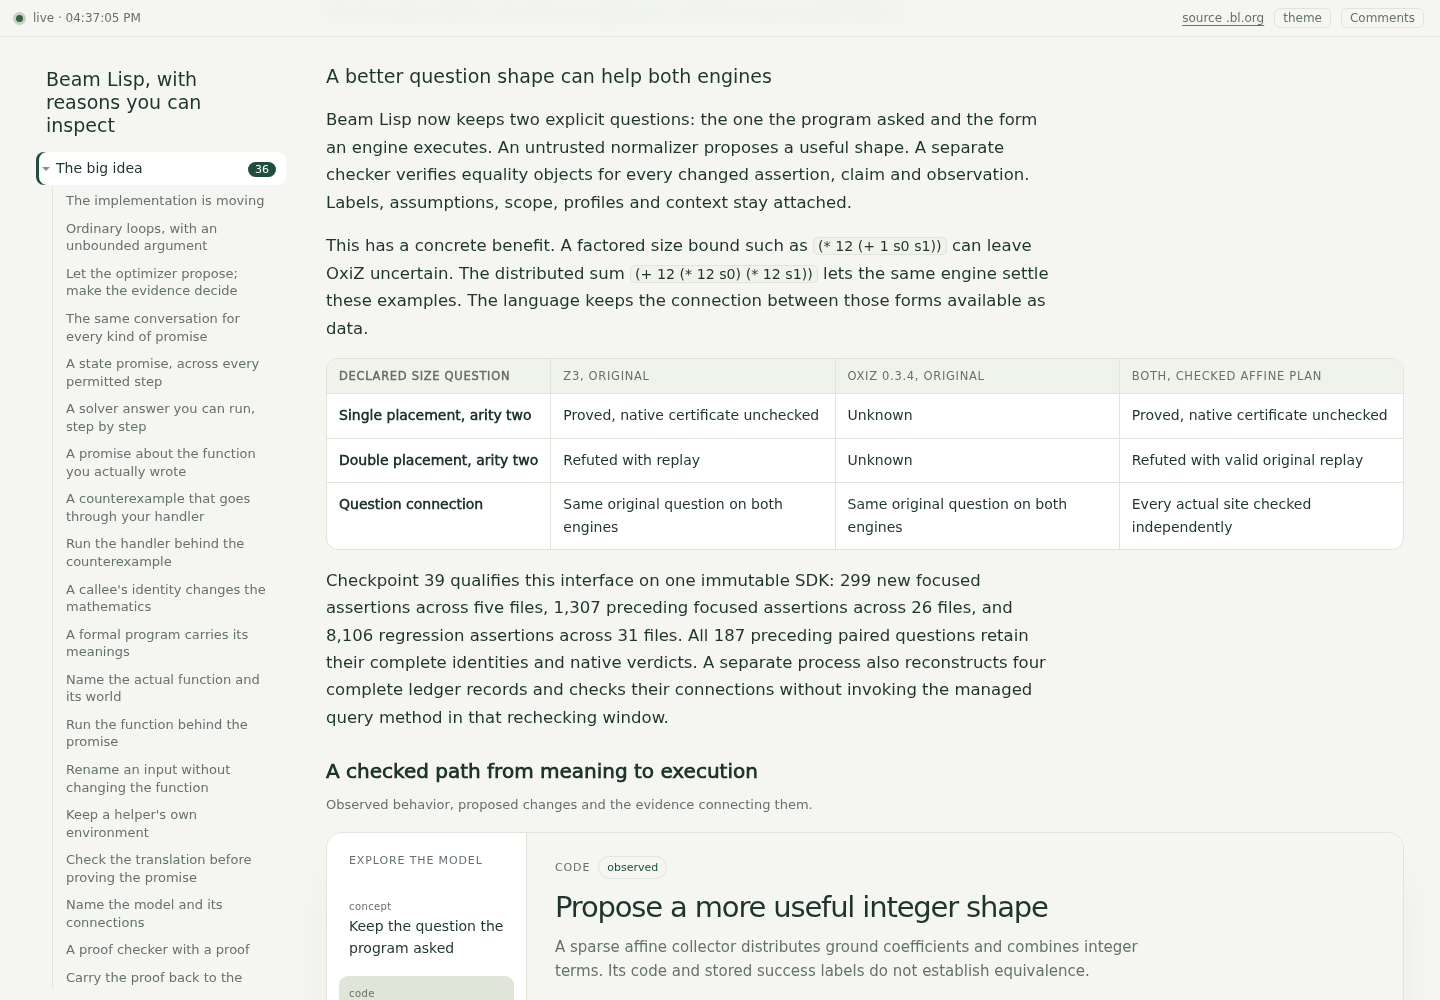 live · 04:37:05 PM
source .bl.org
theme
Comments
Beam Lisp, with
reasons you can
inspect
The big idea
36
The implementation is moving
Ordinary loops, with an
unbounded argument
Let the optimizer propose;
make the evidence decide
The same conversation for
every kind of promise
A state promise, across every
permitted step
A solver answer you can run,
step by step
A promise about the function
you actually wrote
A counterexample that goes
through your handler
Run the handler behind the
counterexample
A callee's identity changes the
mathematics
A formal program carries its
meanings
Name the actual function and
its world
Run the function behind the
promise
Rename an input without
changing the function
Keep a helper's own
environment
Check the translation before
proving the promise
Name the model and its
connections
A proof checker with a proof
Carry the proof back to the
A better question shape can help both engines
Beam Lisp now keeps two explicit questions: the one the program asked and the form
an engine executes. An untrusted normalizer proposes a useful shape. A separate
checker verifies equality objects for every changed assertion, claim and observation.
Labels, assumptions, scope, profiles and context stay attached.
This has a concrete benefit. A factored size bound such as (* 12 (+ 1 s0 s1)) can leave
OxiZ uncertain. The distributed sum (+ 12 (* 12 s0) (* 12 s1)) lets the same engine settle
these examples. The language keeps the connection between those forms available as
data.
DECLARED SIZE QUESTION
Z3, ORIGINAL
OXIZ 0.3.4, ORIGINAL
BOTH, CHECKED AFFINE PLAN
Single placement, arity two
Proved, native certificate unchecked
Unknown
Proved, native certificate unchecked
Double placement, arity two
Refuted with replay
Unknown
Refuted with valid original replay
Question connection
Same original question on both
engines
Same original question on both
engines
Every actual site checked
independently
Checkpoint 39 qualifies this interface on one immutable SDK: 299 new focused
assertions across five files, 1,307 preceding focused assertions across 26 files, and
8,106 regression assertions across 31 files. All 187 preceding paired questions retain
their complete identities and native verdicts. A separate process also reconstructs four
complete ledger records and checks their connections without invoking the managed
query method in that rechecking window.
A checked path from meaning to execution
Observed behavior, proposed changes and the evidence connecting them.
EXPLORE THE MODEL
concept
Keep the question the
program asked
code
CODE
observed
Propose a more useful integer shape
A sparse affine collector distributes ground coefficients and combines integer
terms. Its code and stored success labels do not establish equivalence.